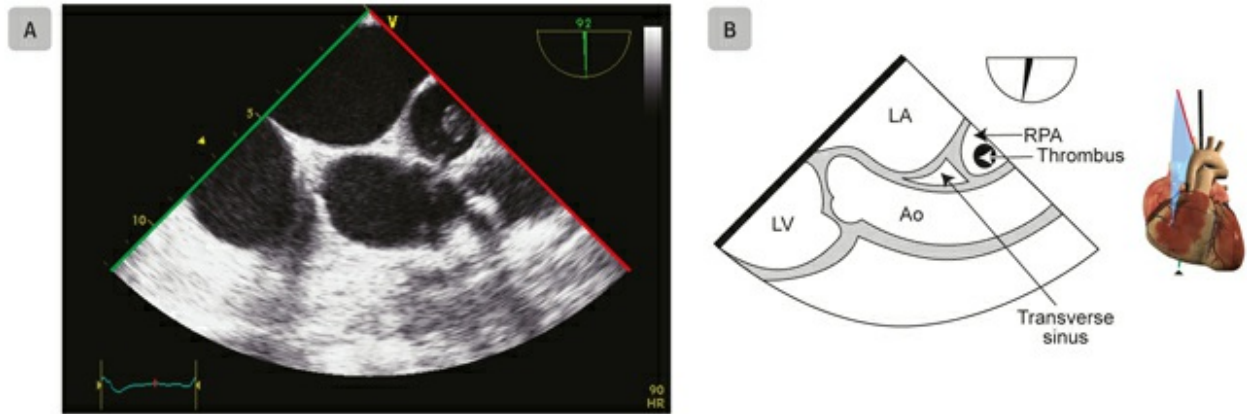 A
V
92
5
10
90
HR
B
LA
RPA
Thrombus
Ao
LV
Transverse
sinus